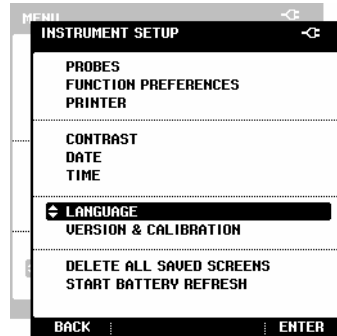 MENU
INSTRUMENT SETUP
PROBES
FUNCTION PREFERENCES
PRINTER
CONTRAST
DATE
TIME
LANGUAGE
VERSION & CALIBRATION
DELETE ALL SAVED SCREENS
START BATTERY REFRESH
BACK
ENTER